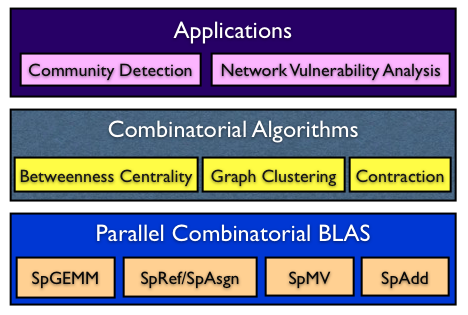 Applications
Community Detection
Network Vulnerability Analysis
Combinatorial Algorithms
Betweenness Centrality
Graph Clustering
Contraction
Parallel Combinatorial BLAS
SpGEMM
SpRef/SpAsgn
SpMV
SpAdd